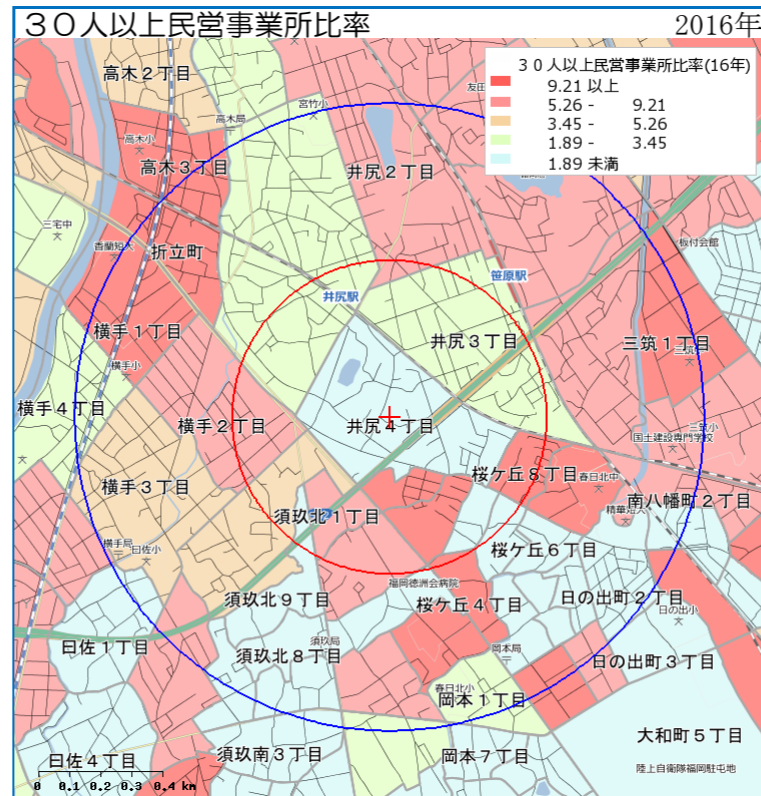 ３０人以上民営事業所比率
2016年
３０人以上民営事業所比率(16年)
9.21 以上
5.26 - 9.21
3.45 - 5.26
1.89 - 3.45
1.89 未満
高木２丁目
高木局
宮竹小
高木小
高木３丁目
井尻２丁目
三宅中
香蘭短大
折立町
板付会館
笹原駅
井尻駅
横手１丁目
井尻３丁目
三筑１丁目
横手小
横手４丁目
横手２丁目
井尻４丁目
三筑小
国土建設専門学校
桜ケ丘８丁目
春日北中
横手３丁目
南八幡町２丁目
精華短大
須玖北１丁目
横手局
曰佐小
桜ケ丘６丁目
福岡徳洲会病院
須玖北９丁目
桜ケ丘４丁目
日の出町２丁目
日の出小
曰佐１丁目
須玖局
岡本局
須玖北８丁目
日の出町３丁目
春日北小
岡本１丁目
大和町５丁目
曰佐４丁目
須玖南３丁目
岡本７丁目
陸上自衛隊福岡駐屯地
0 0.1 0.2 0.3 0.4 km